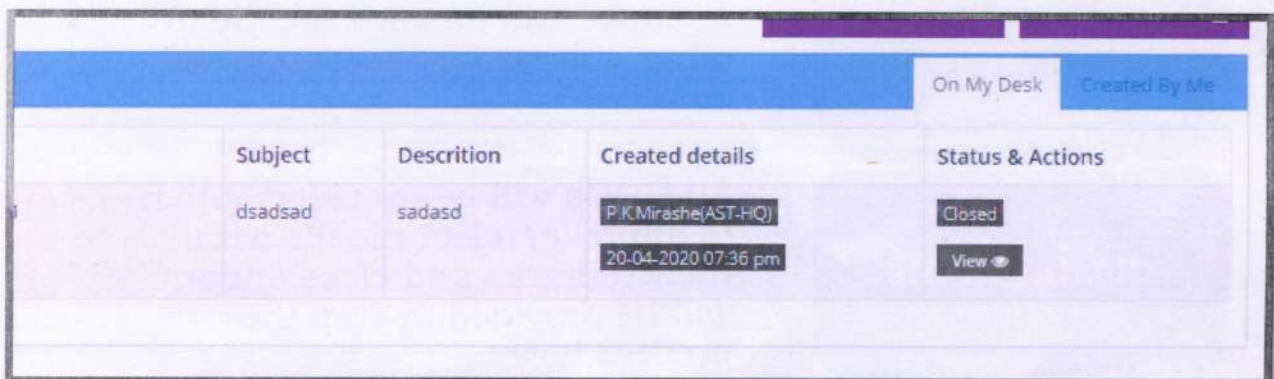 On My Desk Created By Me
Subject Descrition Created details Status & Actions
dsadsad sadasd P.K.Mirashe(AST-HQ) Closed
20-04-2020 07:36 pm View